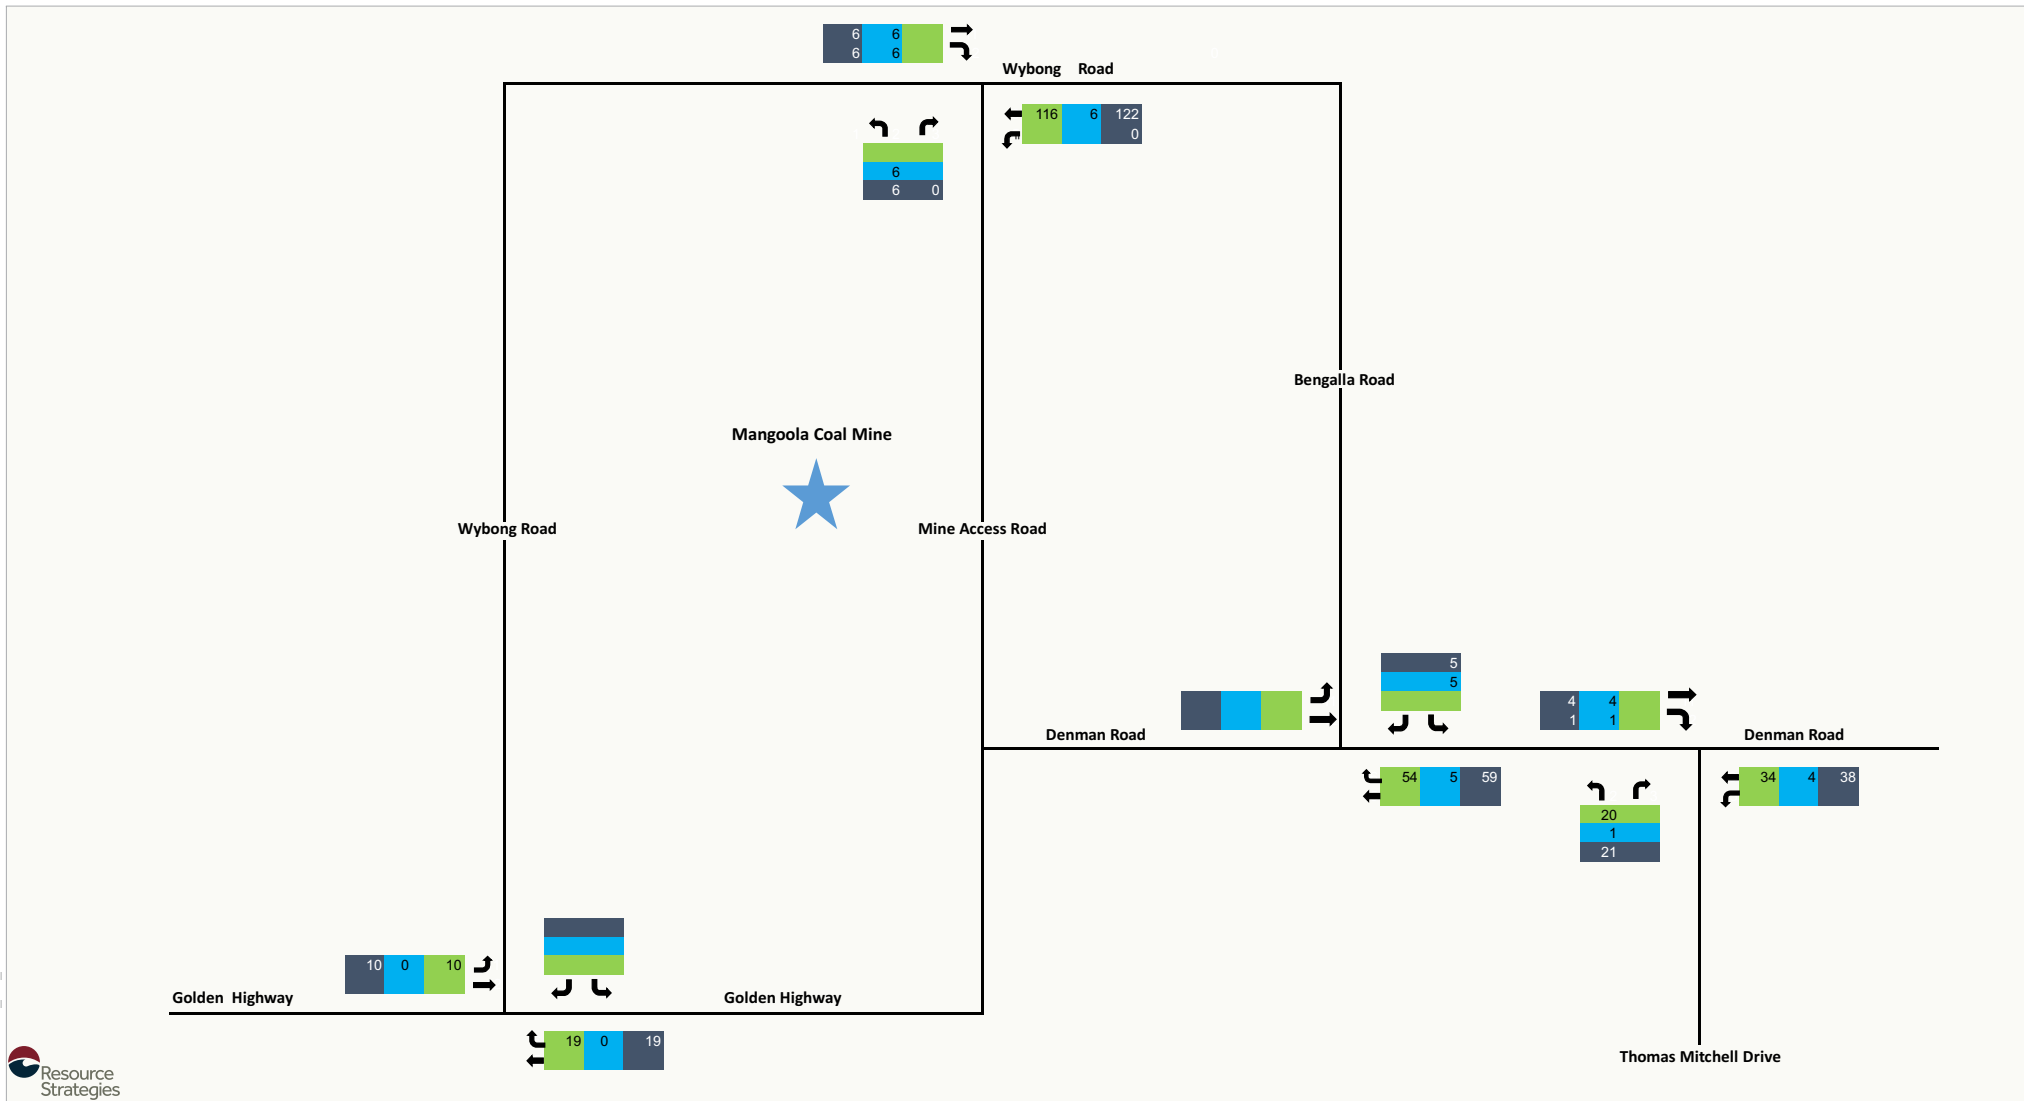 6 6
6 6
Wybong Road
116 6 122
0
6
6 0
Bengalla Road
Mangoola Coal Mine
Wybong Road
Mine Access Road
5
5
4 4
1 1
Denman Road
Denman Road
54 5 59
34 4 38
20
1
21
10 0 10
Golden Highway
Golden Highway
19 0 19
Thomas Mitchell Drive
Resource
Strategies